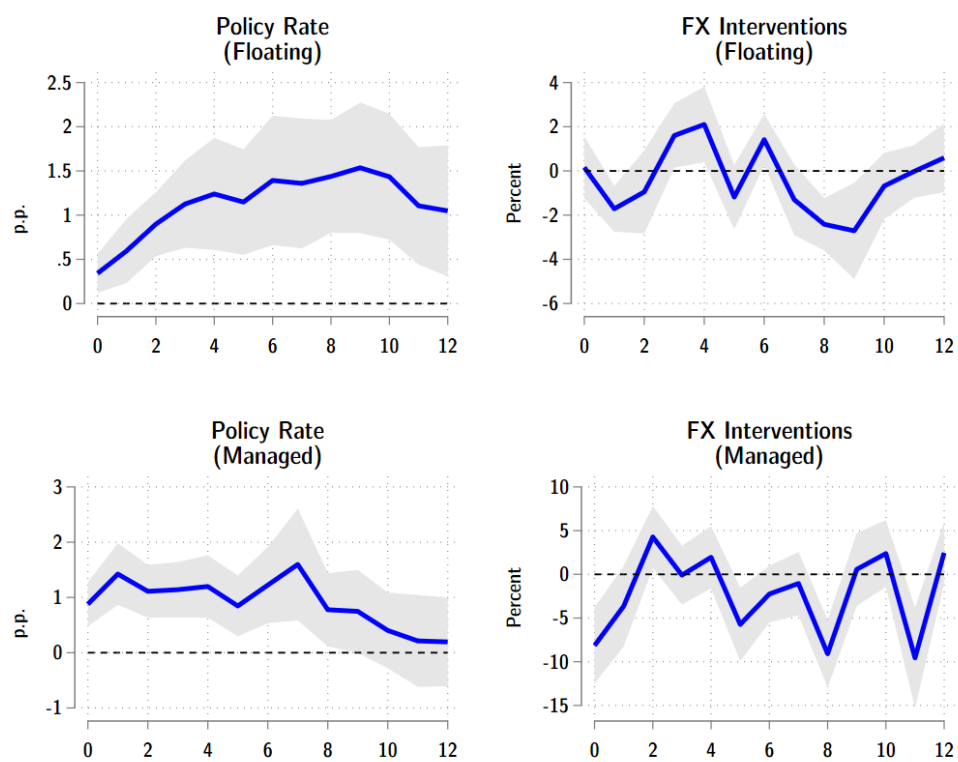 Policy Rate
(Floating)
p.p.
2.5
2
1.5
1
.5
0
0 2 4 6 8 10 12
FX Interventions
(Floating)
Percent
4
2
0
-2
-4
-6
0 2 4 6 8 10 12
Policy Rate
(Managed)
p.p.
3
2
1
0
-1
0 2 4 6 8 10 12
FX Interventions
(Managed)
Percent
10
5
0
-5
-10
-15
0 2 4 6 8 10 12